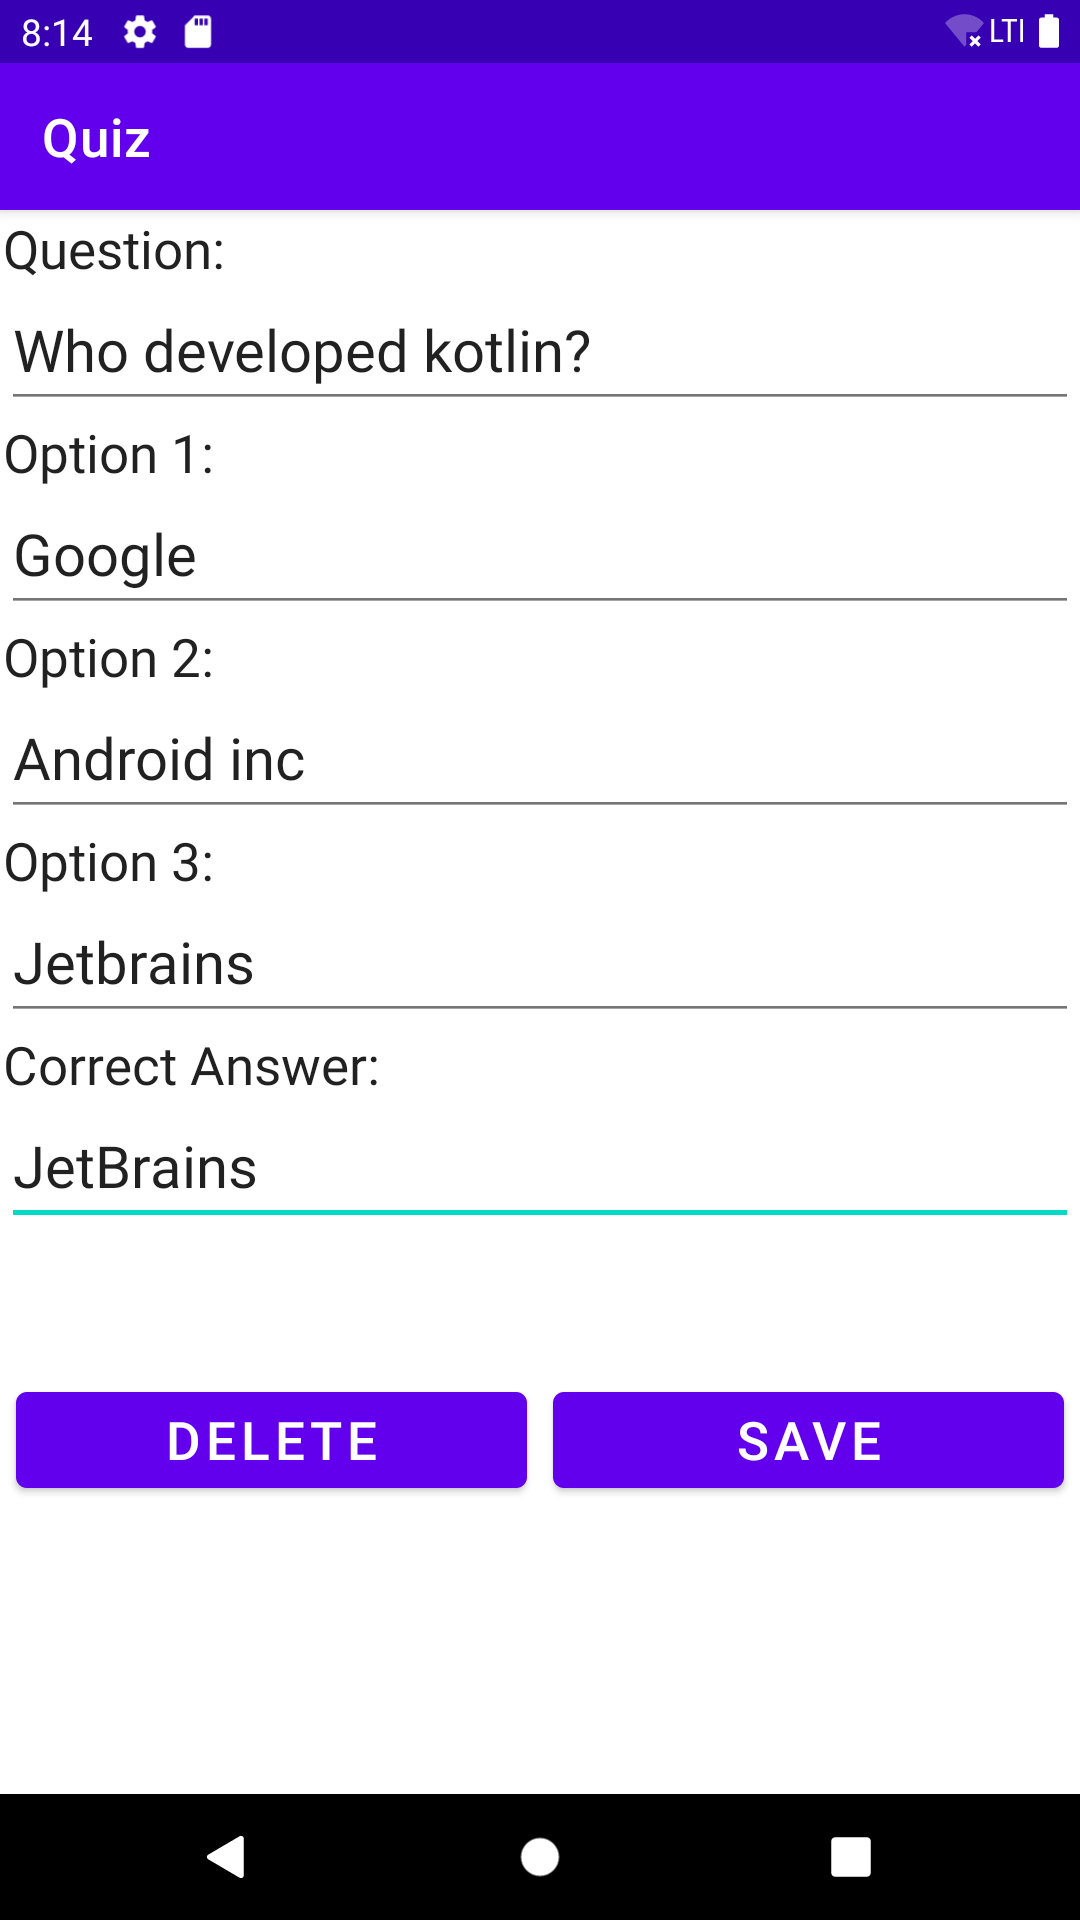 8:14 LTI
Quiz
Question:
Who developed kotlin?
Option 1:
Google
Option 2:
Android inc
Option 3:
Jetbrains
Correct Answer:
JetBrains
DELETE SAVE